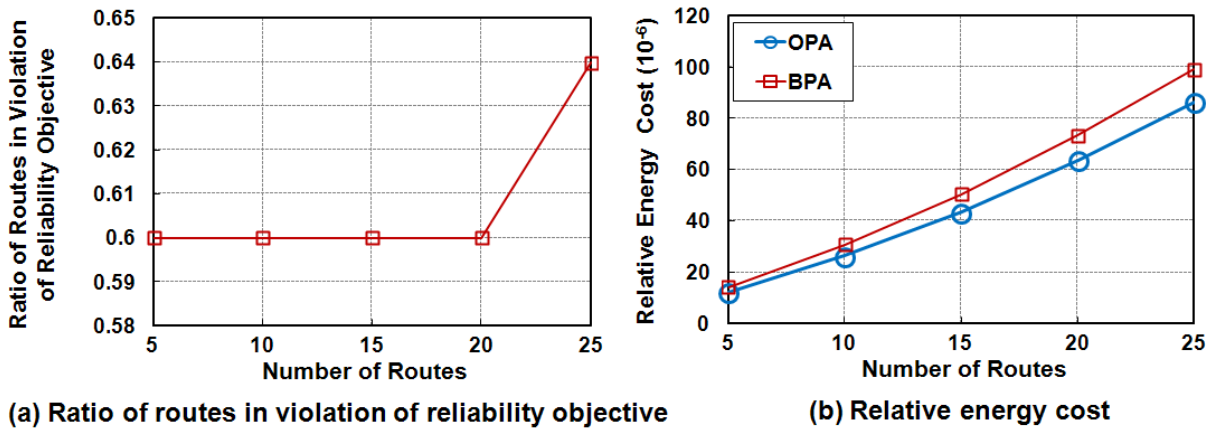 Ratio of Routes in Violation
of Reliability Objective
0.65
0.64
0.63
0.62
0.61
0.6
0.59
0.58
5 10 15 20 25
Number of Routes
(a) Ratio of routes in violation of reliability objective
Relative Energy Cost (10-6)
120
100
80
60
40
20
0
OPA
BPA
5 10 15 20 25
Number of Routes
(b) Relative energy cost